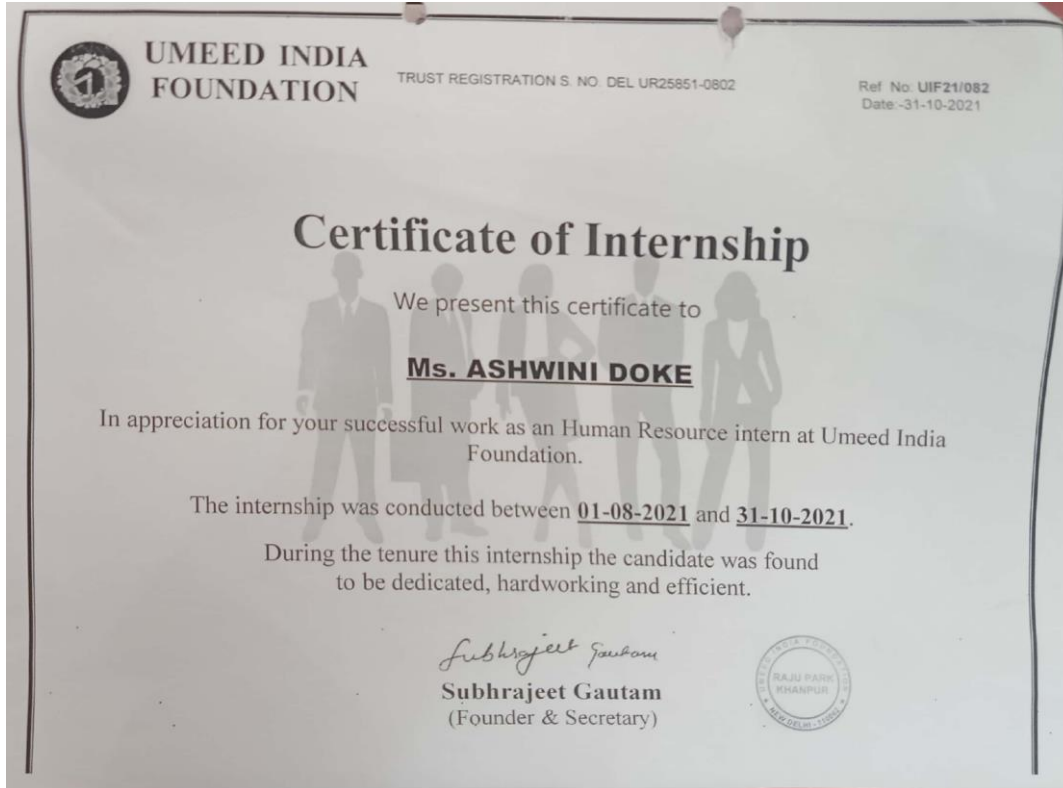 UMEED INDIA
FOUNDATION
TRUST REGISTRATION S. NO. DEL UR25851-0802
Ref No: UIF21/082
Date:-31-10-2021
Certificate of Internship
We present this certificate to
Ms. ASHWINI DOKE
In appreciation for your successful work as an Human Resource intern at Umeed India
Foundation.
The internship was conducted between 01-08-2021 and 31-10-2021.
During the tenure this internship the candidate was found
to be dedicated, hardworking and efficient.
Subhrajeet Gautam
Subhrajeet Gautam
(Founder & Secretary)
UMEED INDIA FOUNDATION
RAJU PARK
KHANPUR
NEW DELHI